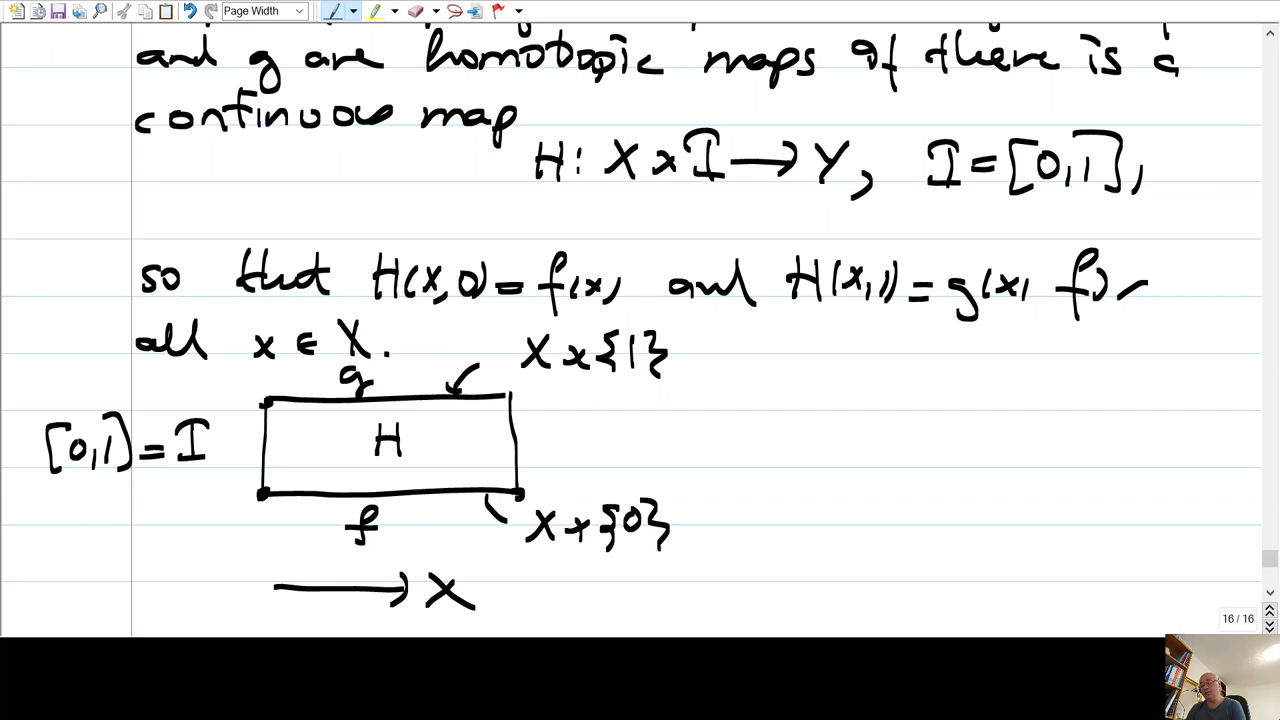 Page Width
and g are homotopic maps if there is a
continuous map
H: X x I → Y, I = [0,1],
so that H(x,0) = f(x) and H(x,1) = g(x) for
all x ∈ X.
X x {1}
g
[0,1] = I
H
f
X x {0}
→ X
16 / 16